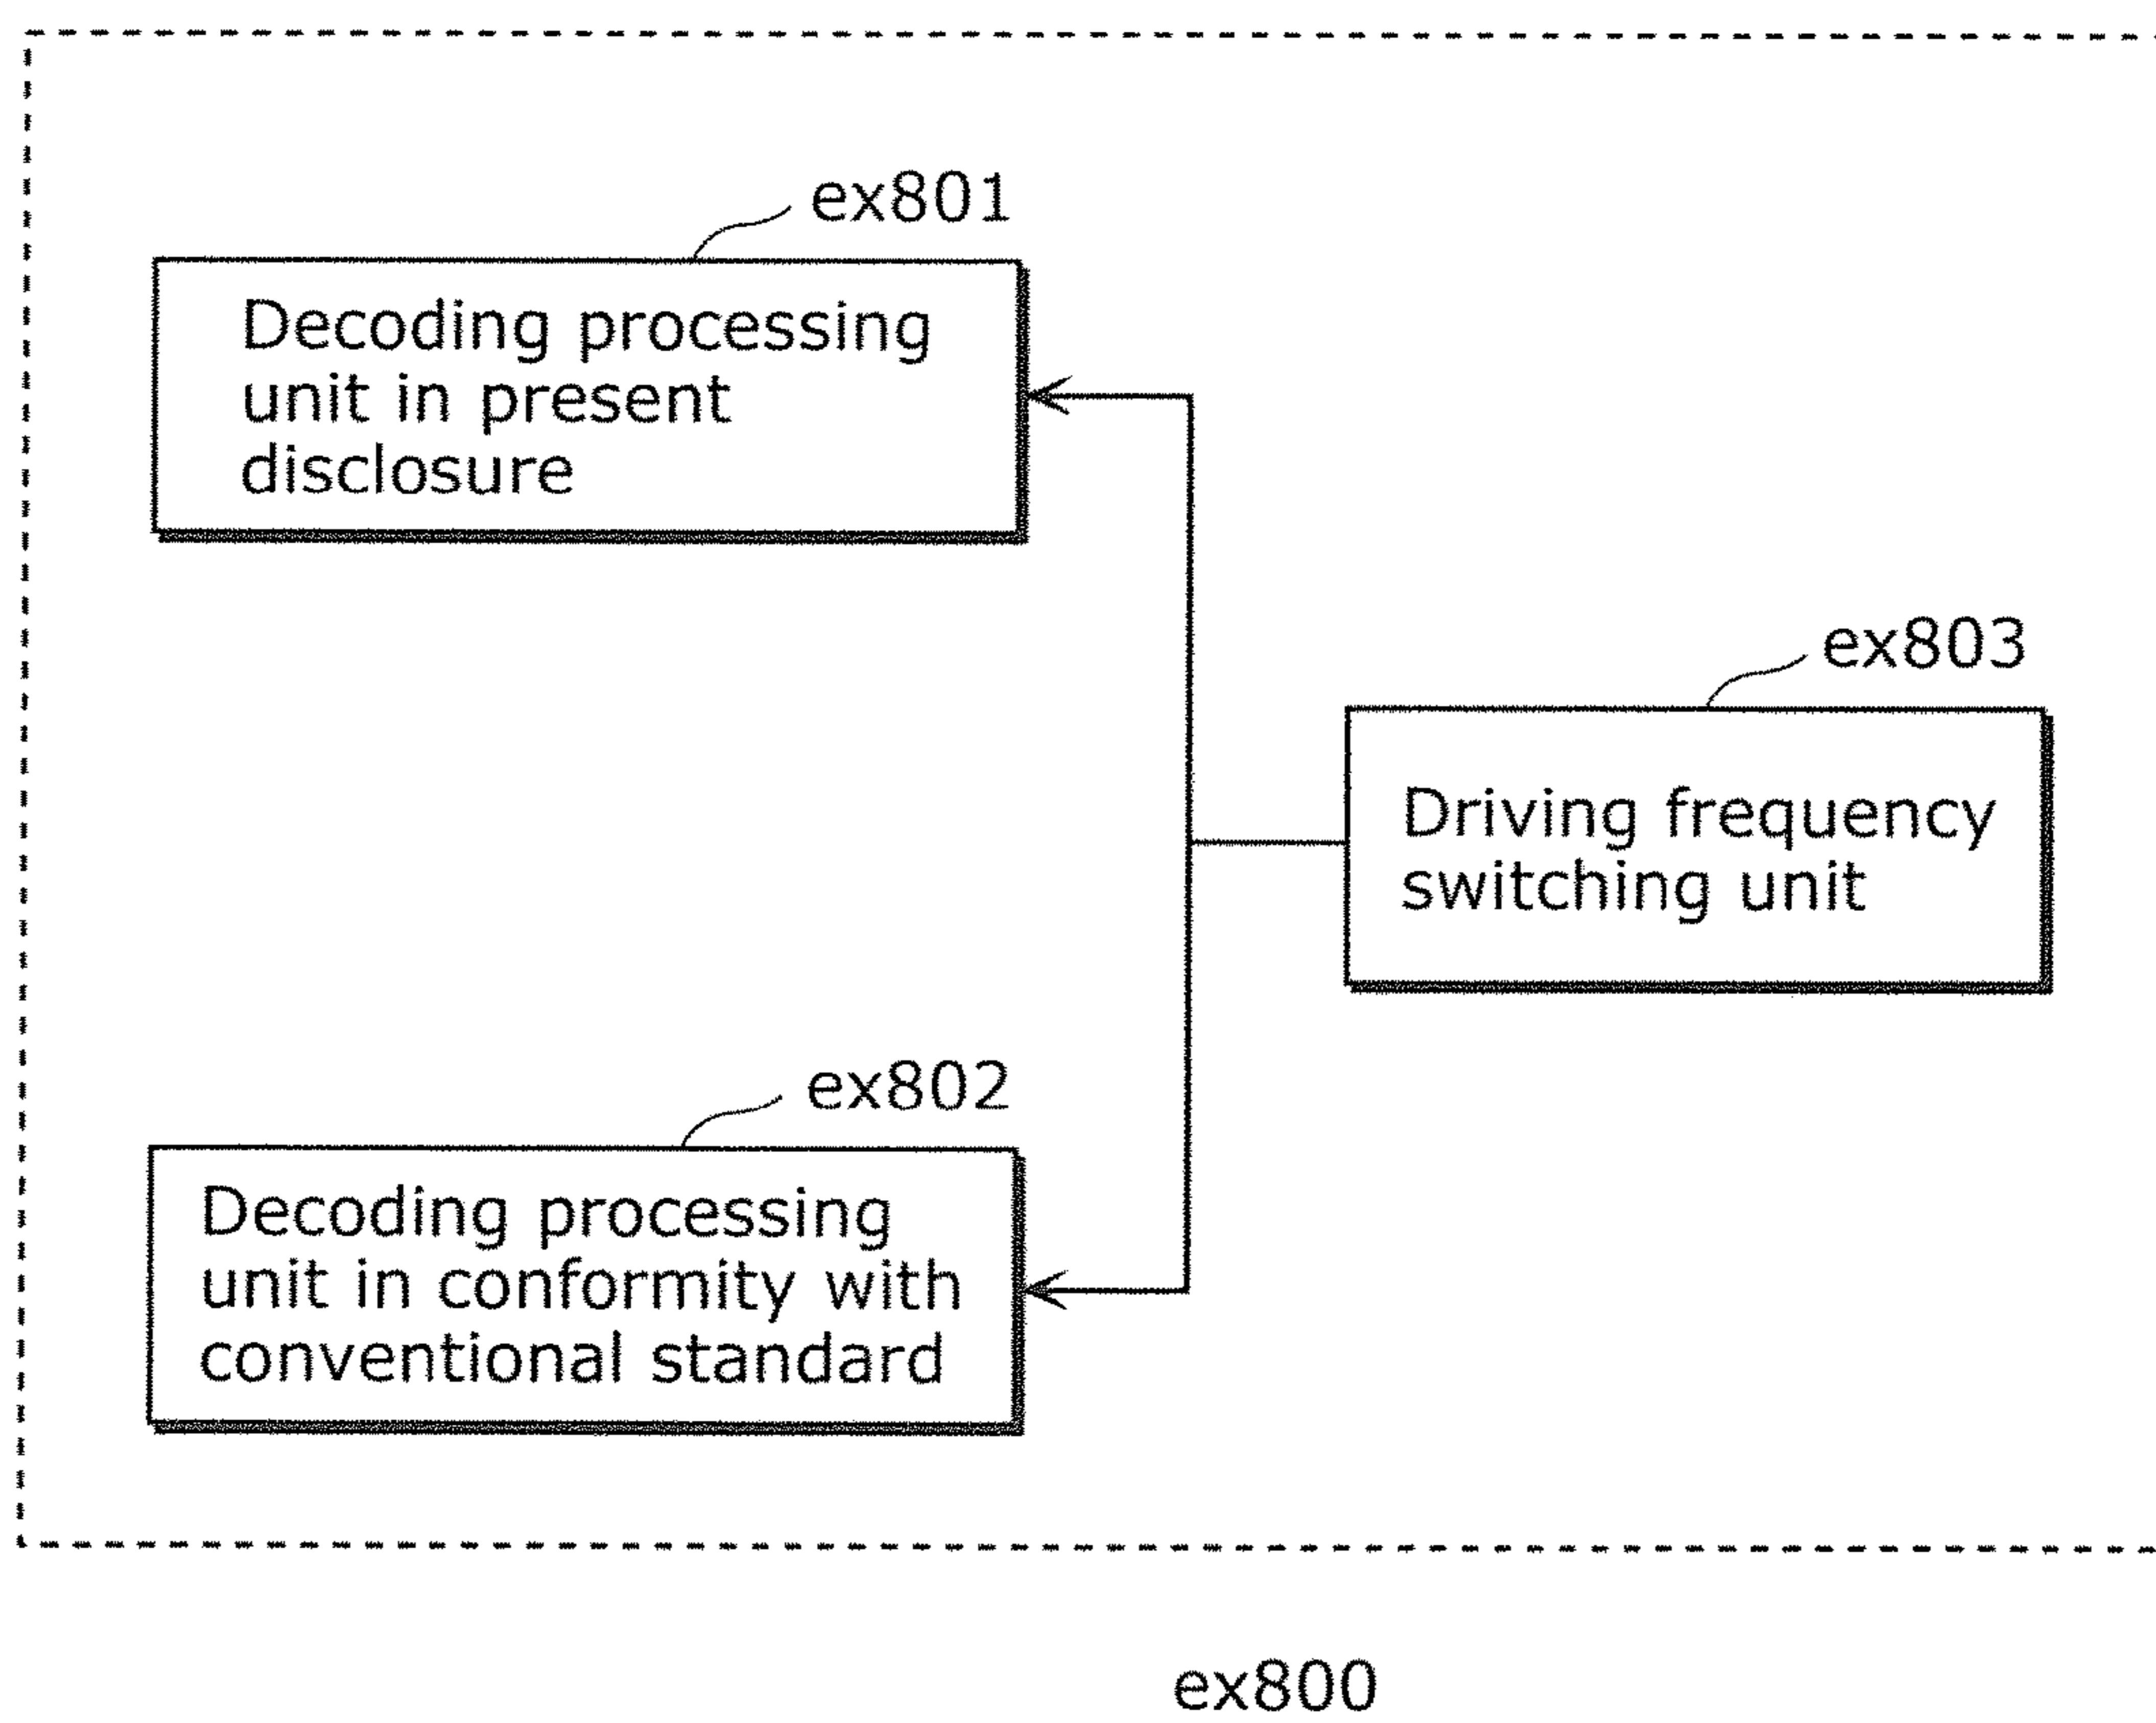 ex801
Decoding processing
unit in present
disclosure
ex803
Driving frequency
switching unit
ex802
Decoding processing
unit in conformity with
conventional standard
ex800